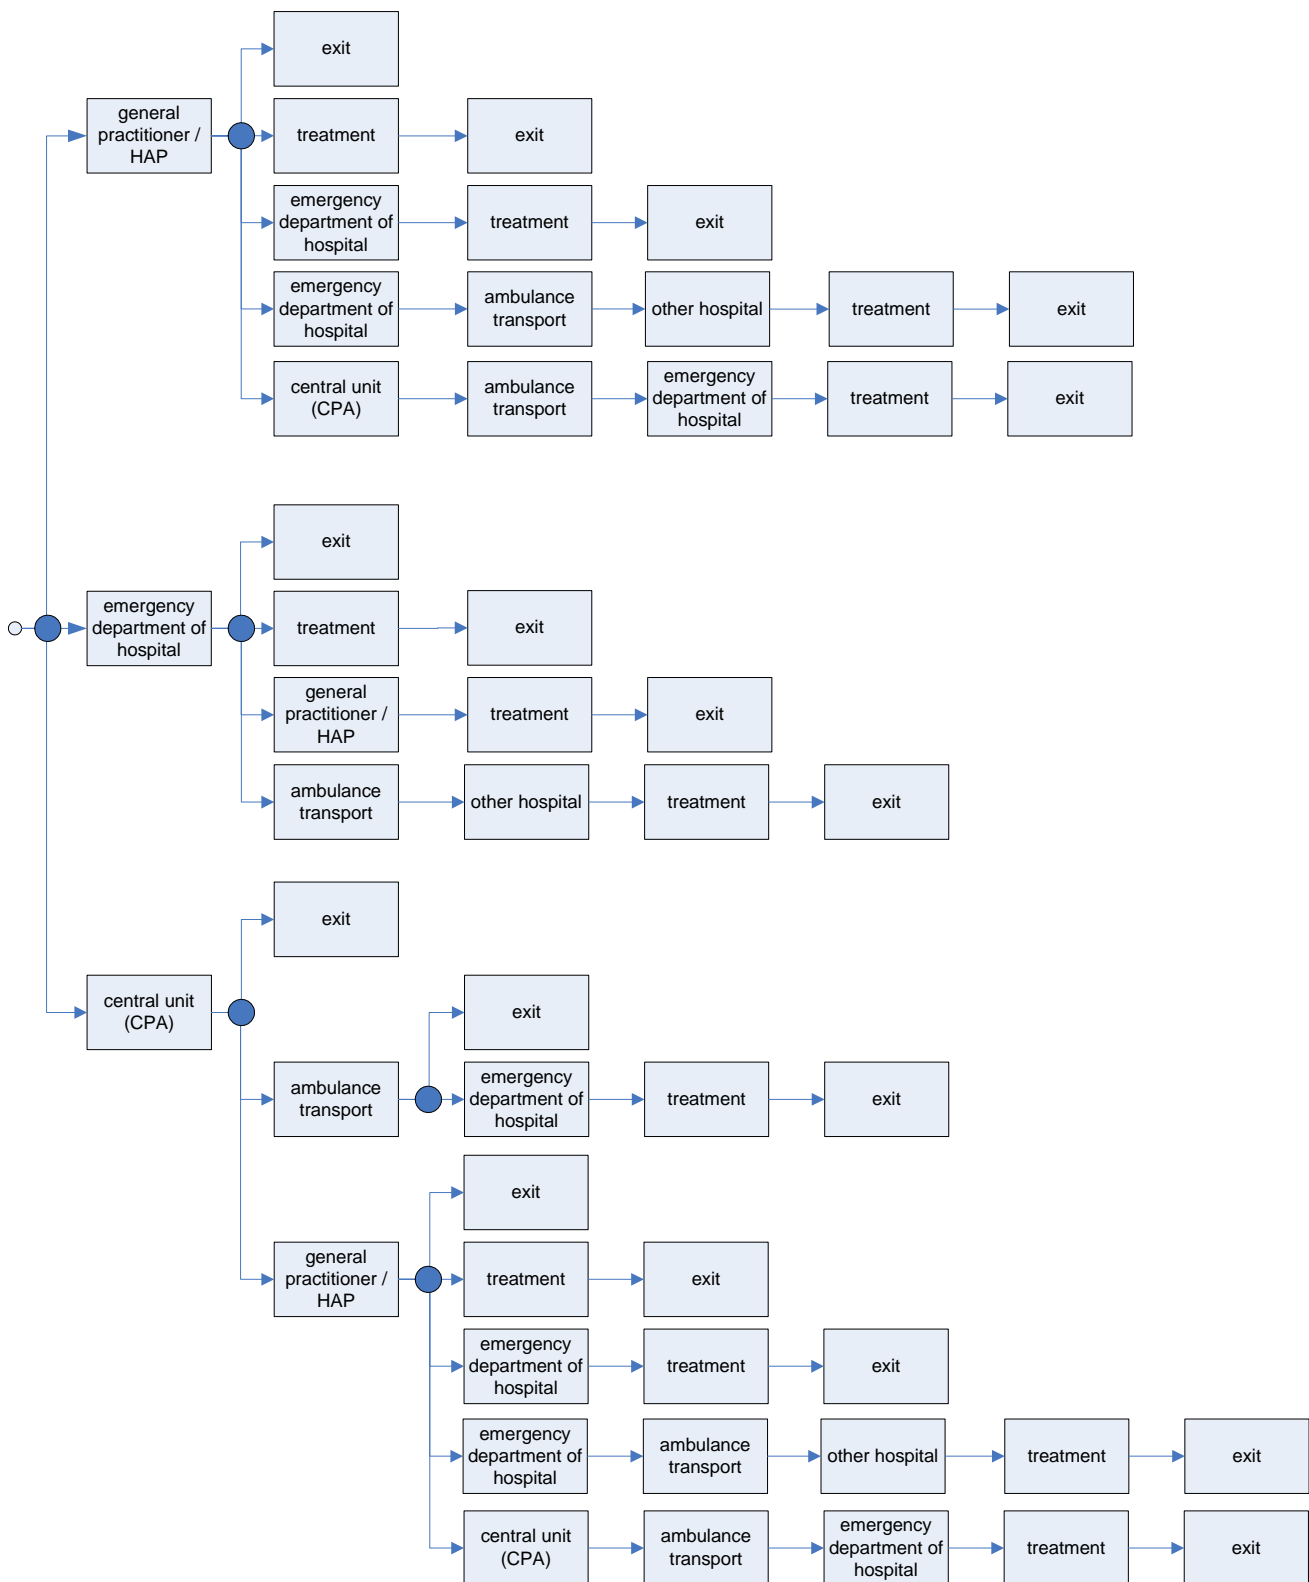 exit
general
practitioner /
HAP
treatment
exit
emergency
department of
hospital
treatment
exit
emergency
department of
hospital
ambulance
transport
other hospital
treatment
exit
central unit
(CPA)
ambulance
transport
emergency
department of
hospital
treatment
exit
exit
emergency
department of
hospital
treatment
exit
general
practitioner /
HAP
treatment
exit
ambulance
transport
other hospital
treatment
exit
exit
central unit
(CPA)
exit
ambulance
transport
emergency
department of
hospital
treatment
exit
exit
general
practitioner /
HAP
treatment
exit
emergency
department of
hospital
treatment
exit
emergency
department of
hospital
ambulance
transport
other hospital
treatment
exit
central unit
(CPA)
ambulance
transport
emergency
department of
hospital
treatment
exit